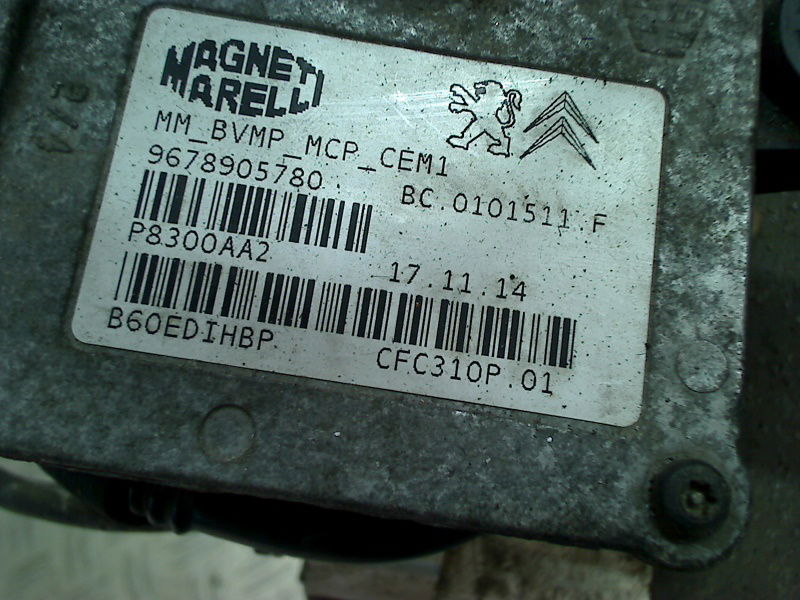 MAGNETI
MARELLI
MM_BVMP_MCP_CEM1
9678905780
BC.0101511.F
P8300AA2
17.11.14
B60EDIHBP
CFC310P.01